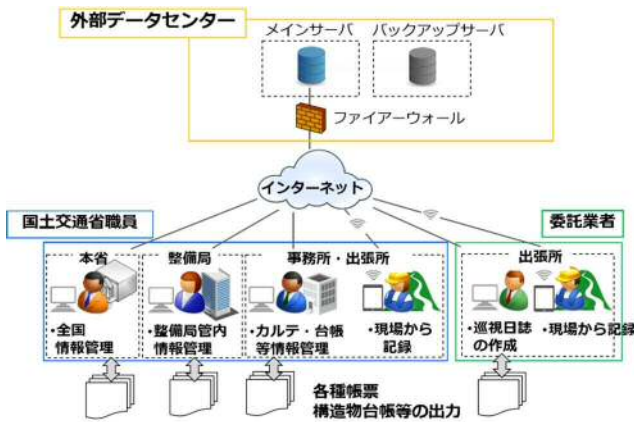 外部データセンター
メインサーバ
バックアップサーバ
ファイアーウォール
インターネット
国土交通省職員
委託業者
本省
整備局
事務所・出張所
出張所
・全国
情報管理
・整備局管内
情報管理
・カルテ・台帳
等情報管理
・現場から
記録
・巡視日誌
の作成
・現場から記録
各種帳票
構造物台帳等の出力